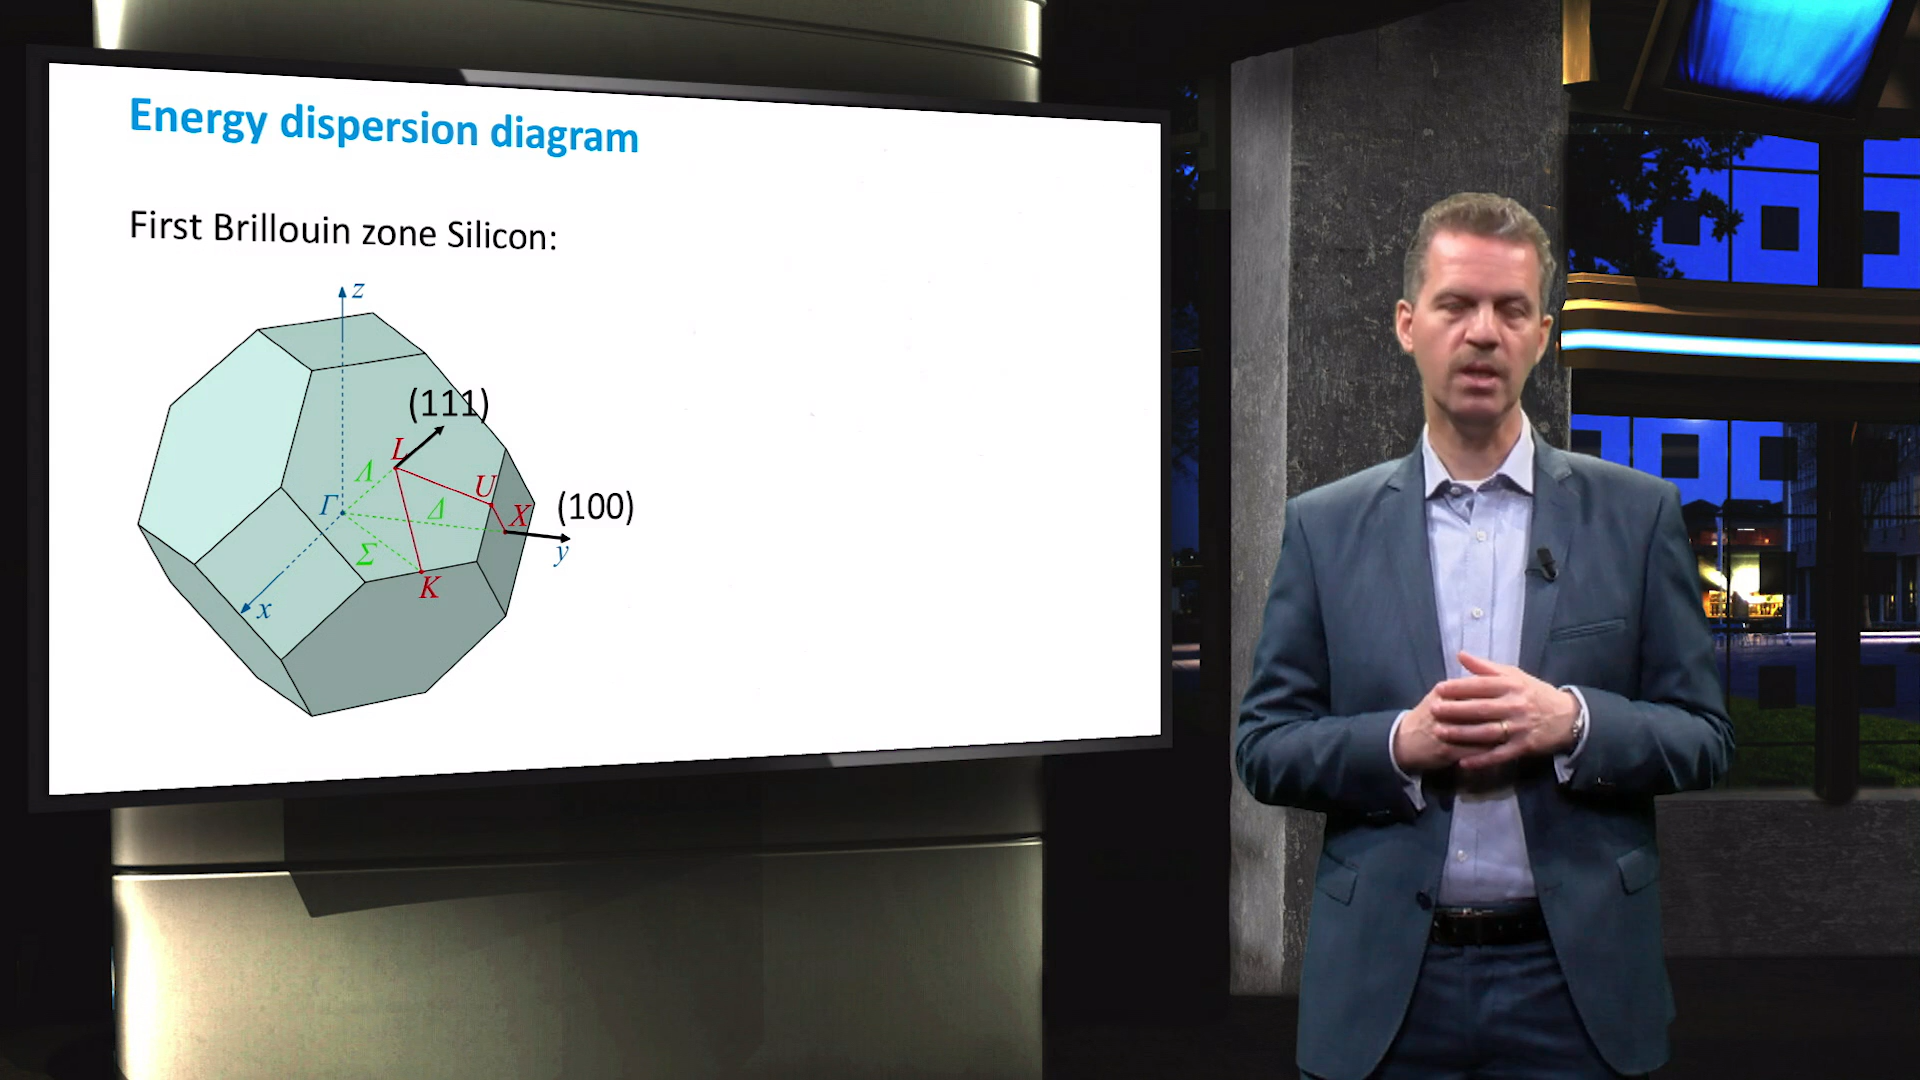 Energy dispersion diagram
First Brillouin zone Silicon:
z
(111)
L
Λ
U
Γ
Δ
X
(100)
Σ
y
K
x